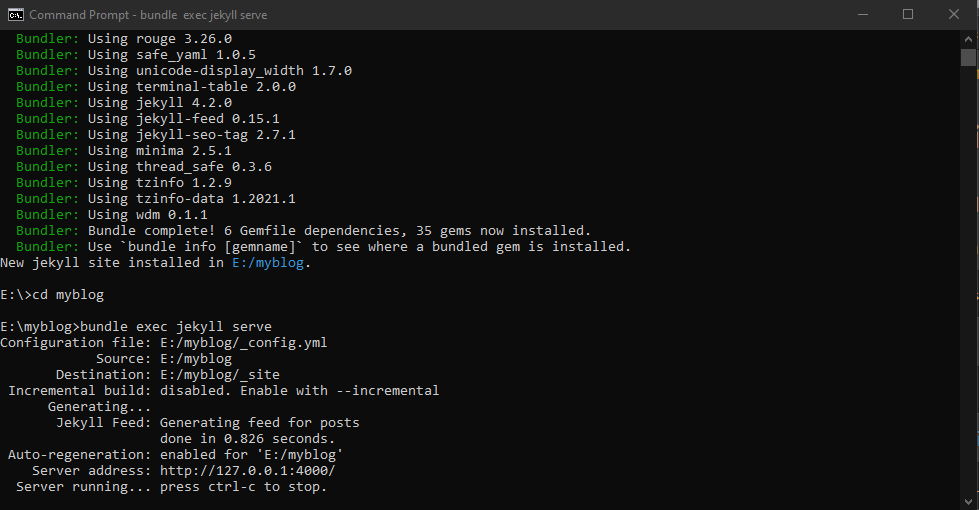 Command Prompt - bundle  exec jekyll serve
Bundler: Using rouge 3.26.0
Bundler: Using safe_yaml 1.0.5
Bundler: Using unicode-display_width 1.7.0
Bundler: Using terminal-table 2.0.0
Bundler: Using jekyll 4.2.0
Bundler: Using jekyll-feed 0.15.1
Bundler: Using jekyll-seo-tag 2.7.1
Bundler: Using minima 2.5.1
Bundler: Using thread_safe 0.3.6
Bundler: Using tzinfo 1.2.9
Bundler: Using tzinfo-data 1.2021.1
Bundler: Using wdm 0.1.1
Bundler: Bundle complete! 6 Gemfile dependencies, 35 gems now installed.
Bundler: Use `bundle info [gemname]` to see where a bundled gem is installed.
New jekyll site installed in E:/myblog.
E:\>cd myblog
E:\myblog>bundle exec jekyll serve
Configuration file: E:/myblog/_config.yml
Source: E:/myblog
Destination: E:/myblog/_site
Incremental build: disabled. Enable with --incremental
Generating...
Jekyll Feed: Generating feed for posts
done in 0.826 seconds.
Auto-regeneration: enabled for 'E:/myblog'
Server address: http://127.0.0.1:4000/
Server running... press ctrl-c to stop.